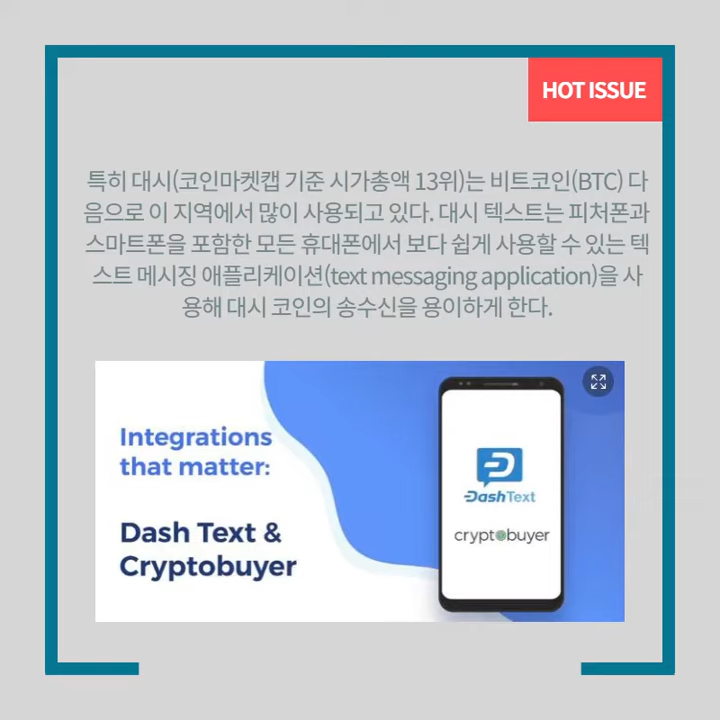 HOT ISSUE
특히 대시(코인마켓캡 기준 시가총액 13위)는 비트코인(BTC) 다
음으로 이 지역에서 많이 사용되고 있다. 대시 텍스트는 피처폰과
스마트폰을 포함한 모든 휴대폰에서 보다 쉽게 사용할 수 있는 텍
스트 메시징 애플리케이션(text messaging application)을 사
용해 대시 코인의 송수신을 용이하게 한다.
Integrations
that matter:
Dash Text &
Cryptobuyer
DashText
cryptobuyer